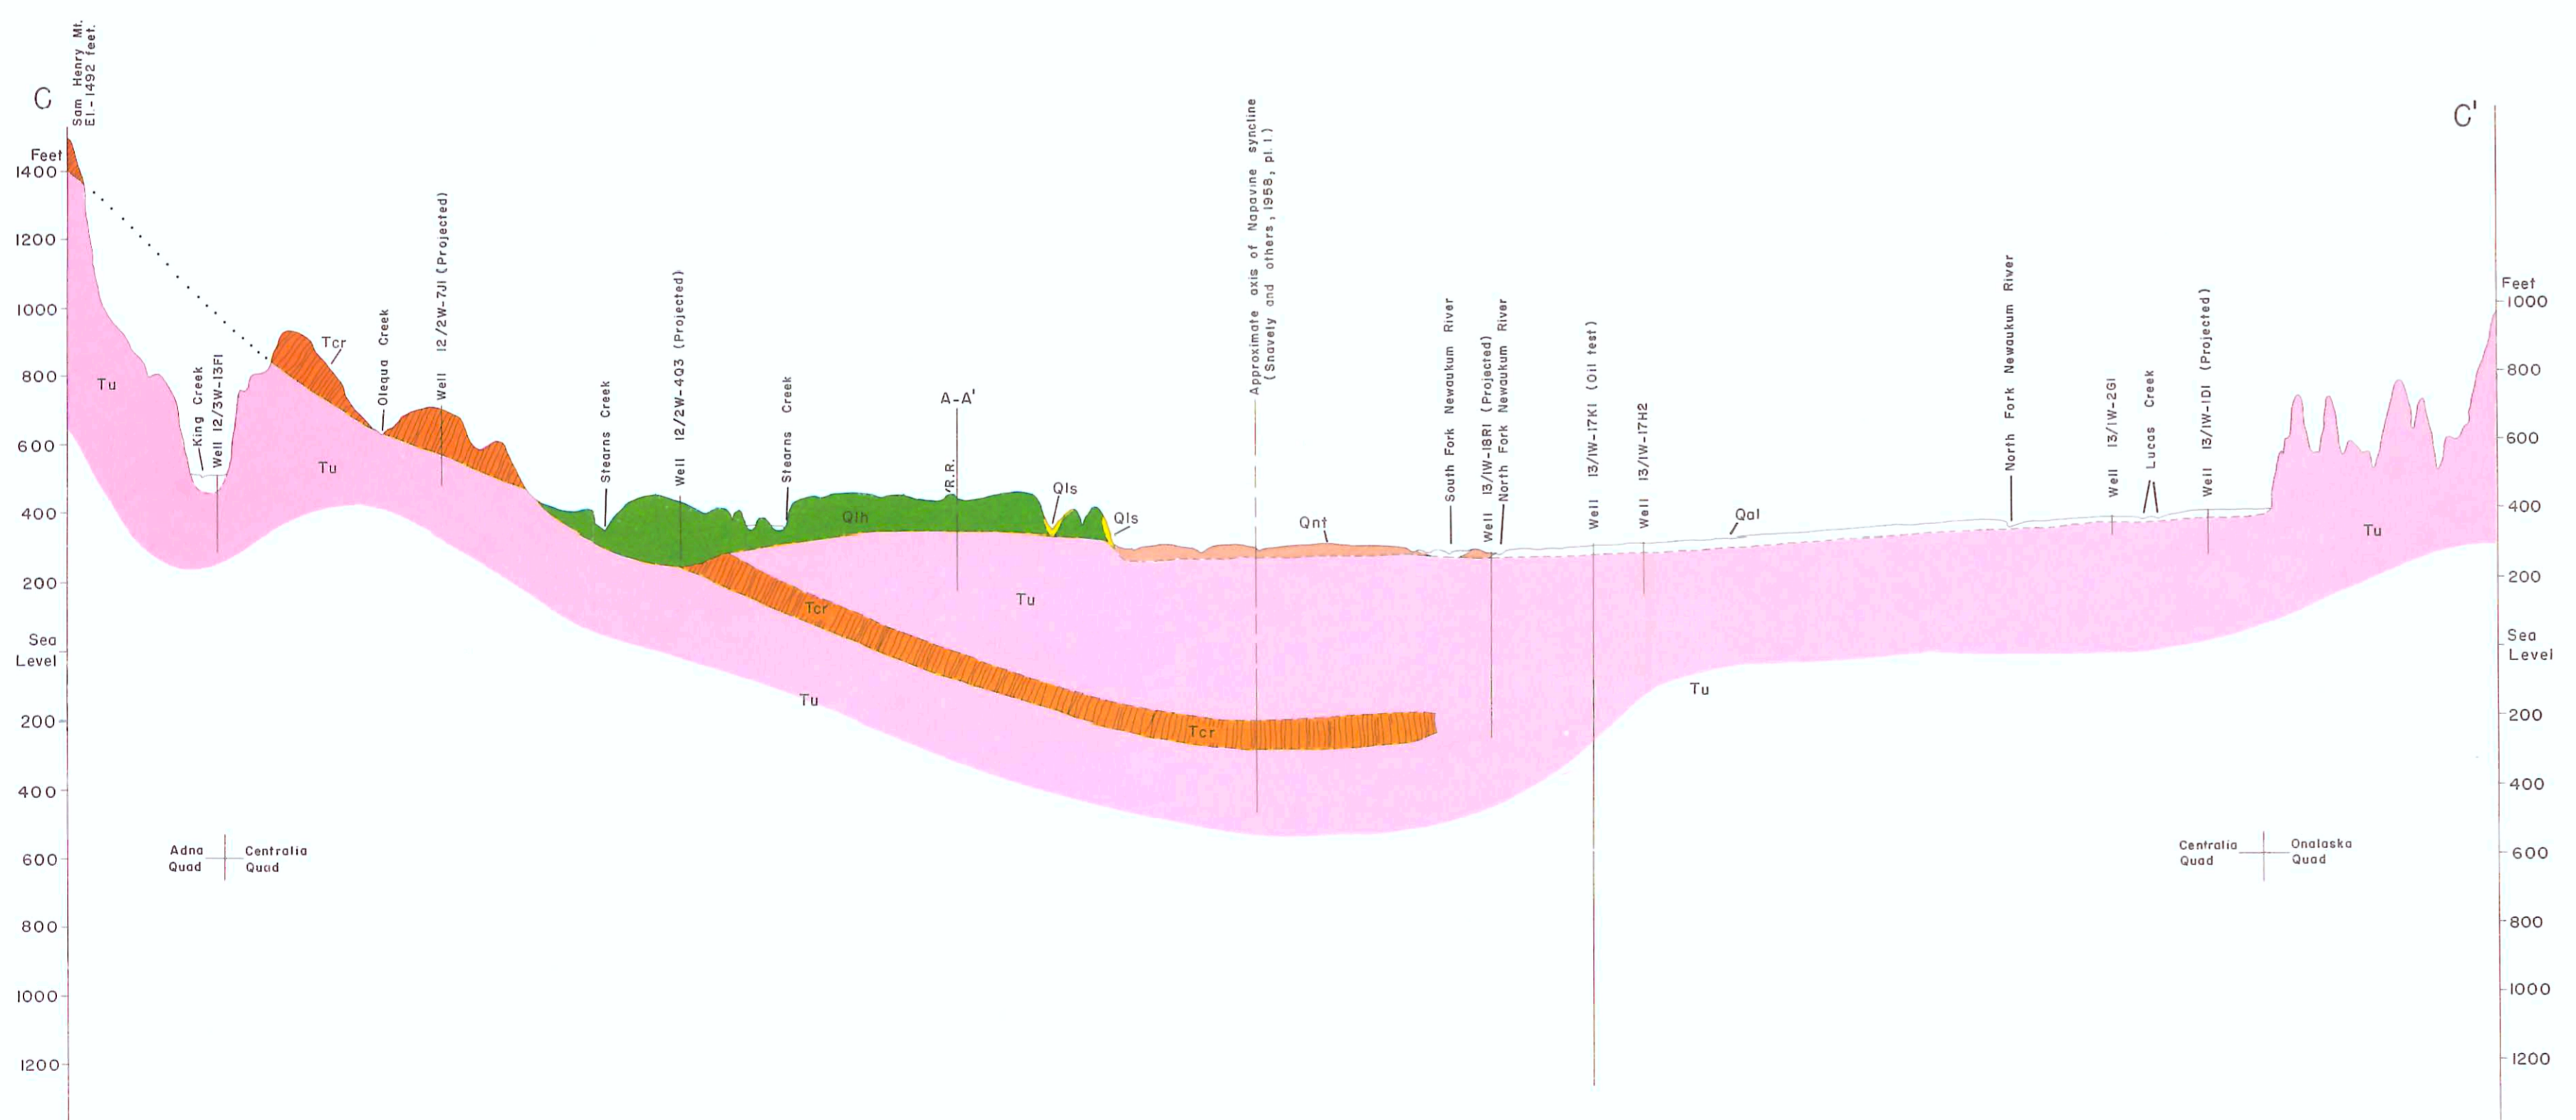 C
Sam Henry Mt.
El.-1492 feet.
C'
Feet
1400
1200
1000
800
600
400
200
Sea
Level
200
400
600
800
1000
1200
Tu
King Creek
Well 12/3W-13F1
Tu
Tcr
Olequa Creek
Well 12/2W-7J1 (Projected)
Stearns Creek
Well 12/2W-4Q3 (Projected)
Stearns Creek
Qlh
A-A'
R.R.
Qls
Qls
Tu
Tcr
Tu
Tcr
Approximate axis of Napavine syncline
(Snavely and others, 1958, pl. 1)
Qnt
South Fork Newaukum River
Well 13/1W-18R1 (Projected)
North Fork Newaukum River
Well 13/1W-17K1 (Oil test)
Well 13/1W-17H2
Tu
Qal
North Fork Newaukum River
Well 13/1W-2G1
Lucas Creek
Well 13/1W-1D1 (Projected)
Tu
Feet
1000
800
600
400
200
Sea
Level
200
400
600
800
1000
1200
Adna
Quad
Centralia
Quad
Centralia
Quad
Onalaska
Quad